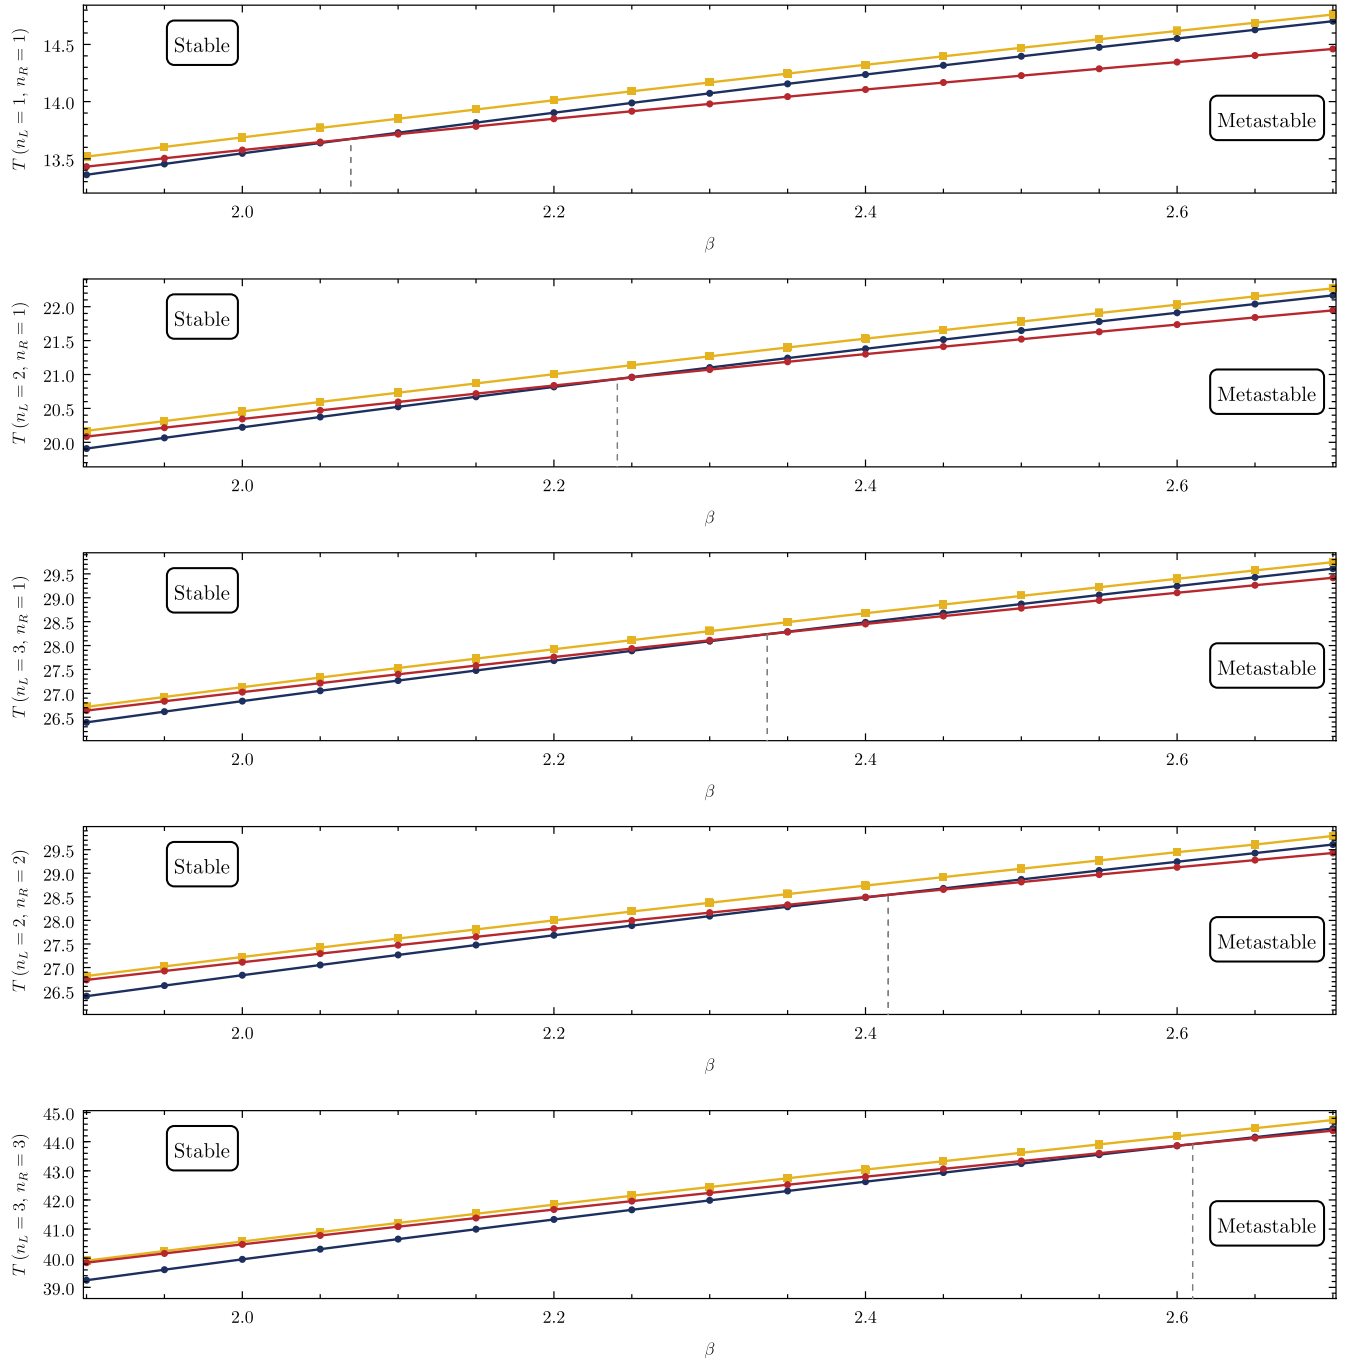 T (n_L = 1, n_R = 1)
14.5
14.0
13.5
Stable
Metastable
2.0 2.2 2.4 2.6
β
T (n_L = 2, n_R = 1)
22.0
21.5
21.0
20.5
20.0
Stable
Metastable
2.0 2.2 2.4 2.6
β
T (n_L = 3, n_R = 1)
29.5
29.0
28.5
28.0
27.5
27.0
26.5
Stable
Metastable
2.0 2.2 2.4 2.6
β
T (n_L = 2, n_R = 2)
29.5
29.0
28.5
28.0
27.5
27.0
26.5
Stable
Metastable
2.0 2.2 2.4 2.6
β
T (n_L = 3, n_R = 3)
45.0
44.0
43.0
42.0
41.0
40.0
39.0
Stable
Metastable
2.0 2.2 2.4 2.6
β